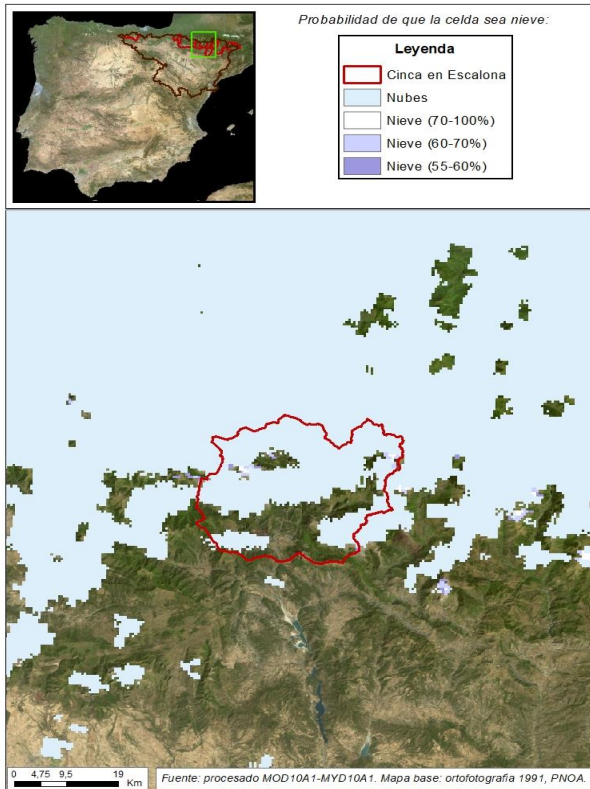 Probabilidad de que la celda sea nieve:
Leyenda
Cinca en Escalona
Nubes
Nieve (70-100%)
Nieve (60-70%)
Nieve (55-60%)
0 4,75 9,5 19
Km
Fuente: procesado MOD10A1-MYD10A1. Mapa base: ortofotografía 1991, PNOA.